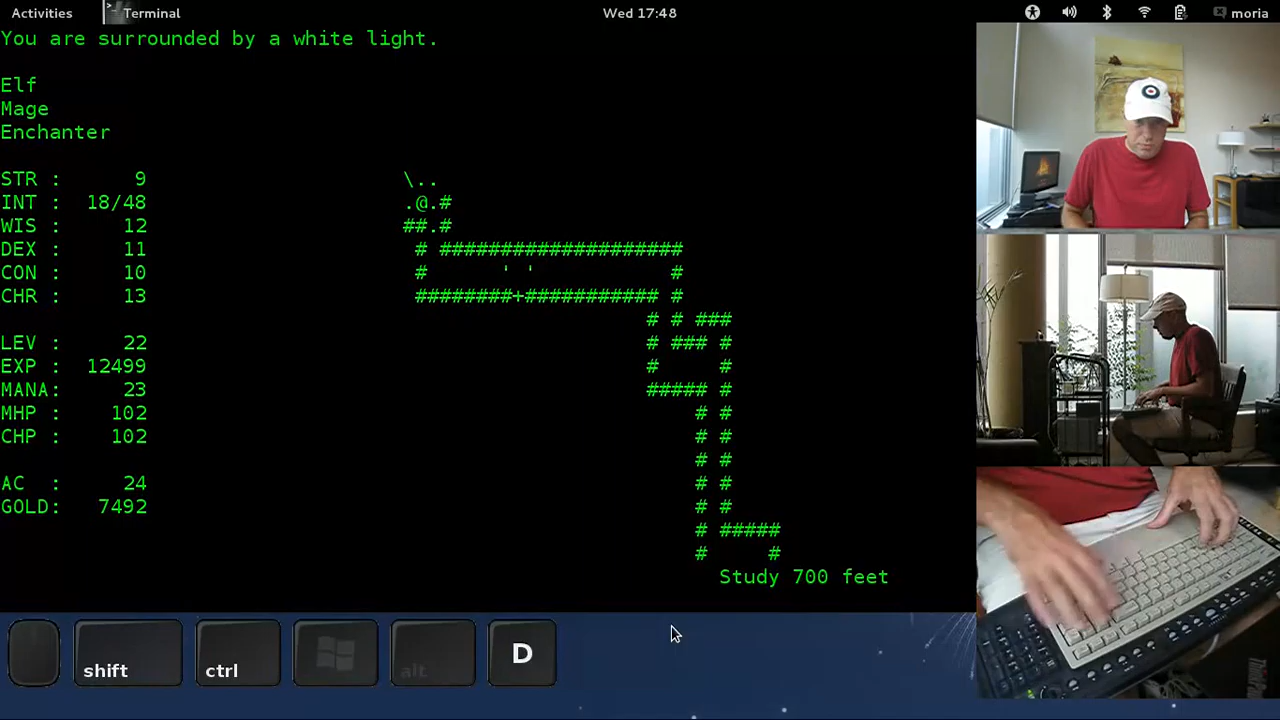 Activities
Terminal
Wed 17:48
moria
You are surrounded by a white light.
Elf
Mage
Enchanter
STR : 9
INT : 18/48
WIS : 12
DEX : 11
CON : 10
CHR : 13
LEV : 22
EXP : 12499
MANA: 23
MHP : 102
CHP : 102
AC : 24
GOLD: 7492
\..
.@.#
##.#
# ####################
# ' ' #
########+########### #
# # ###
# ### #
# #
##### #
# #
# #
# #
# #
# #
# #####
# #
Study 700 feet
shift
ctrl
alt
D